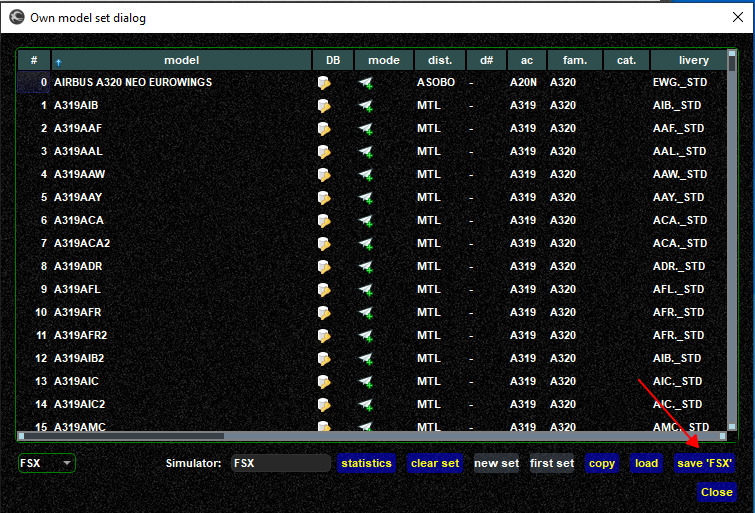 Own model set dialog
# model DB mode dist. d# ac fam. cat. livery
0 AIRBUS A320 NEO EUROWINGS ASOBO - A20N A320 EWG._STD
1 A319AIB MTL - A319 A320 AIB._STD
2 A319AAF MTL - A319 A320 AAF._STD
3 A319AAL MTL - A319 A320 AAL._STD
4 A319AAW MTL - A319 A320 AAW._STD
5 A319AAY MTL - A319 A320 AAY._STD
6 A319ACA MTL - A319 A320 ACA._STD
7 A319ACA2 MTL - A319 A320 ACA._STD
8 A319ADR MTL - A319 A320 ADR._STD
9 A319AFL MTL - A319 A320 AFL._STD
10 A319AFR MTL - A319 A320 AFR._STD
11 A319AFR2 MTL - A319 A320 AFR._STD
12 A319AIB2 MTL - A319 A320 AIB._STD
13 A319AIC MTL - A319 A320 AIC._STD
14 A319AIC2 MTL - A319 A320 AIC._STD
15 A319AMC MTL - A319 A320 AMC._STD
FSX Simulator: FSX statistics clear set new set first set copy load save 'FSX'
Close